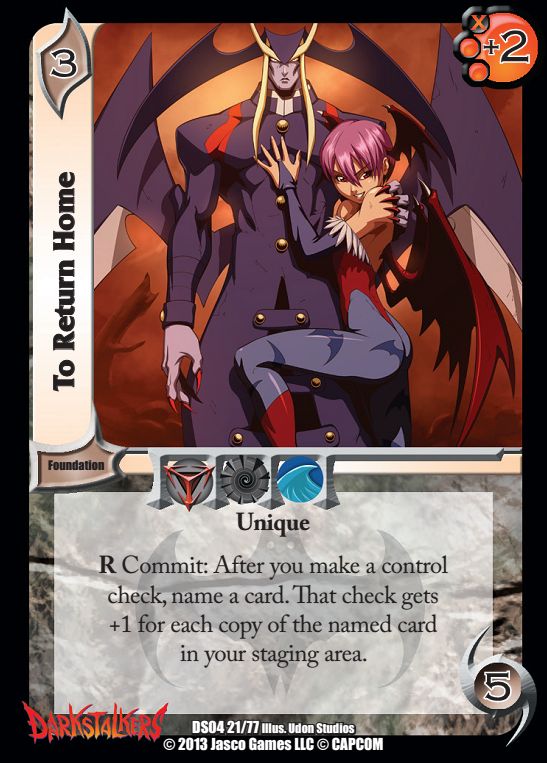 3
X
+2
To Return Home
Foundation
Unique
R Commit: After you make a control
check, name a card. That check gets
+1 for each copy of the named card
in your staging area.
5
DARKSTALKERS
DS04 21/77 Illus. Udon Studios
© 2013 Jasco Games LLC © CAPCOM